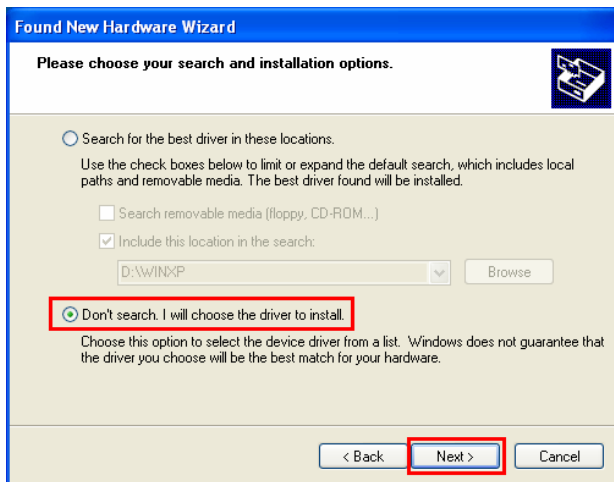 Found New Hardware Wizard
Please choose your search and installation options.
Search for the best driver in these locations.
Use the check boxes below to limit or expand the default search, which includes local
paths and removable media. The best driver found will be installed.
Search removable media (floppy, CD-ROM...)
Include this location in the search:
D:\WINXP
Browse
Don't search. I will choose the driver to install.
Choose this option to select the device driver from a list. Windows does not guarantee that
the driver you choose will be the best match for your hardware.
< Back
Next >
Cancel